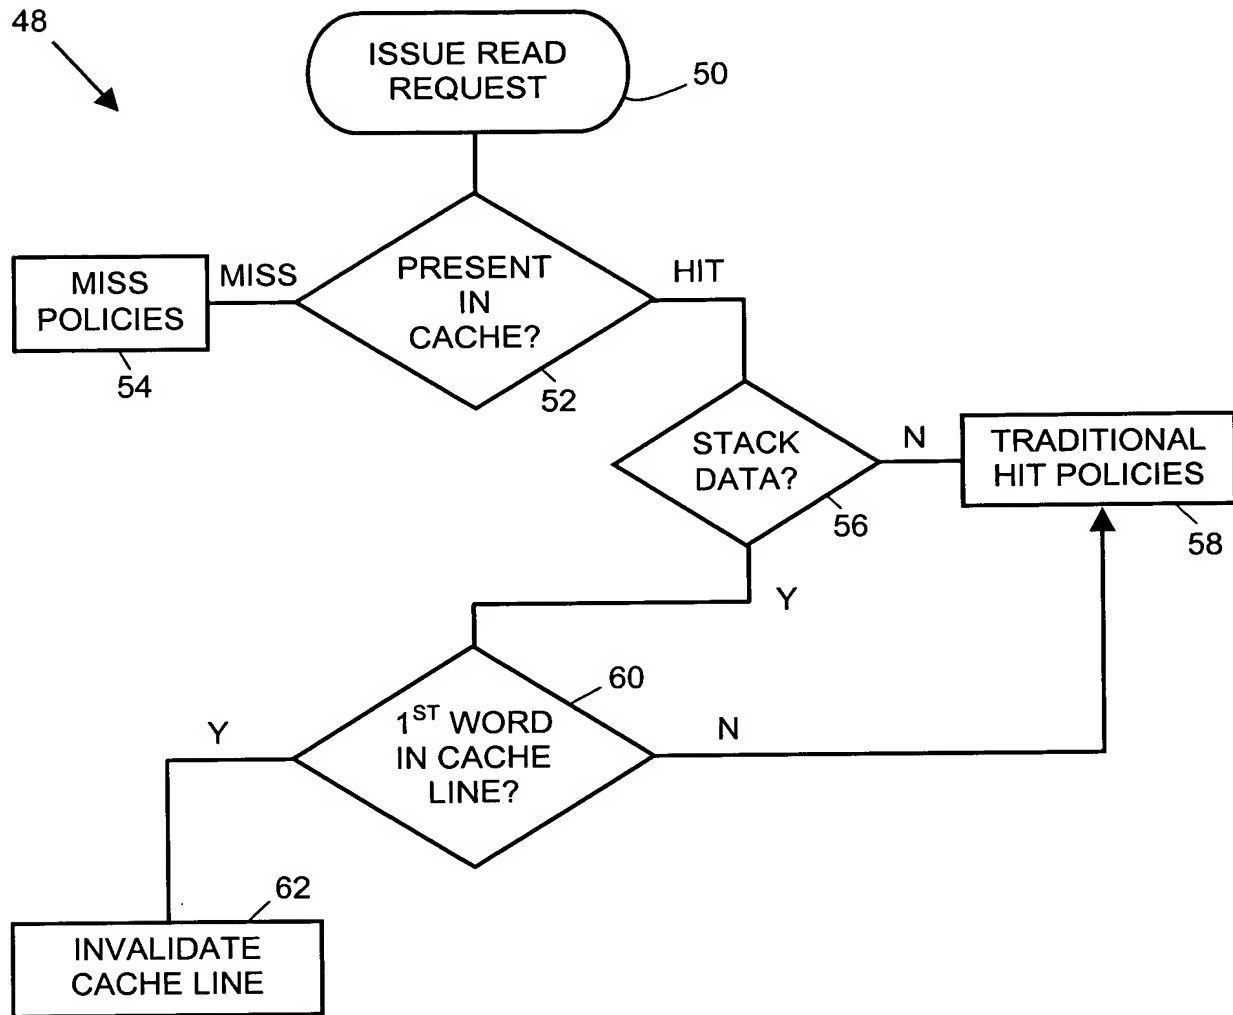 48
ISSUE READ
REQUEST
50
PRESENT
IN
CACHE?
52
MISS
HIT
MISS
POLICIES
54
STACK
DATA?
56
N
TRADITIONAL
HIT POLICIES
58
Y
1ST WORD
IN CACHE
LINE?
60
Y
N
INVALIDATE
CACHE LINE
62